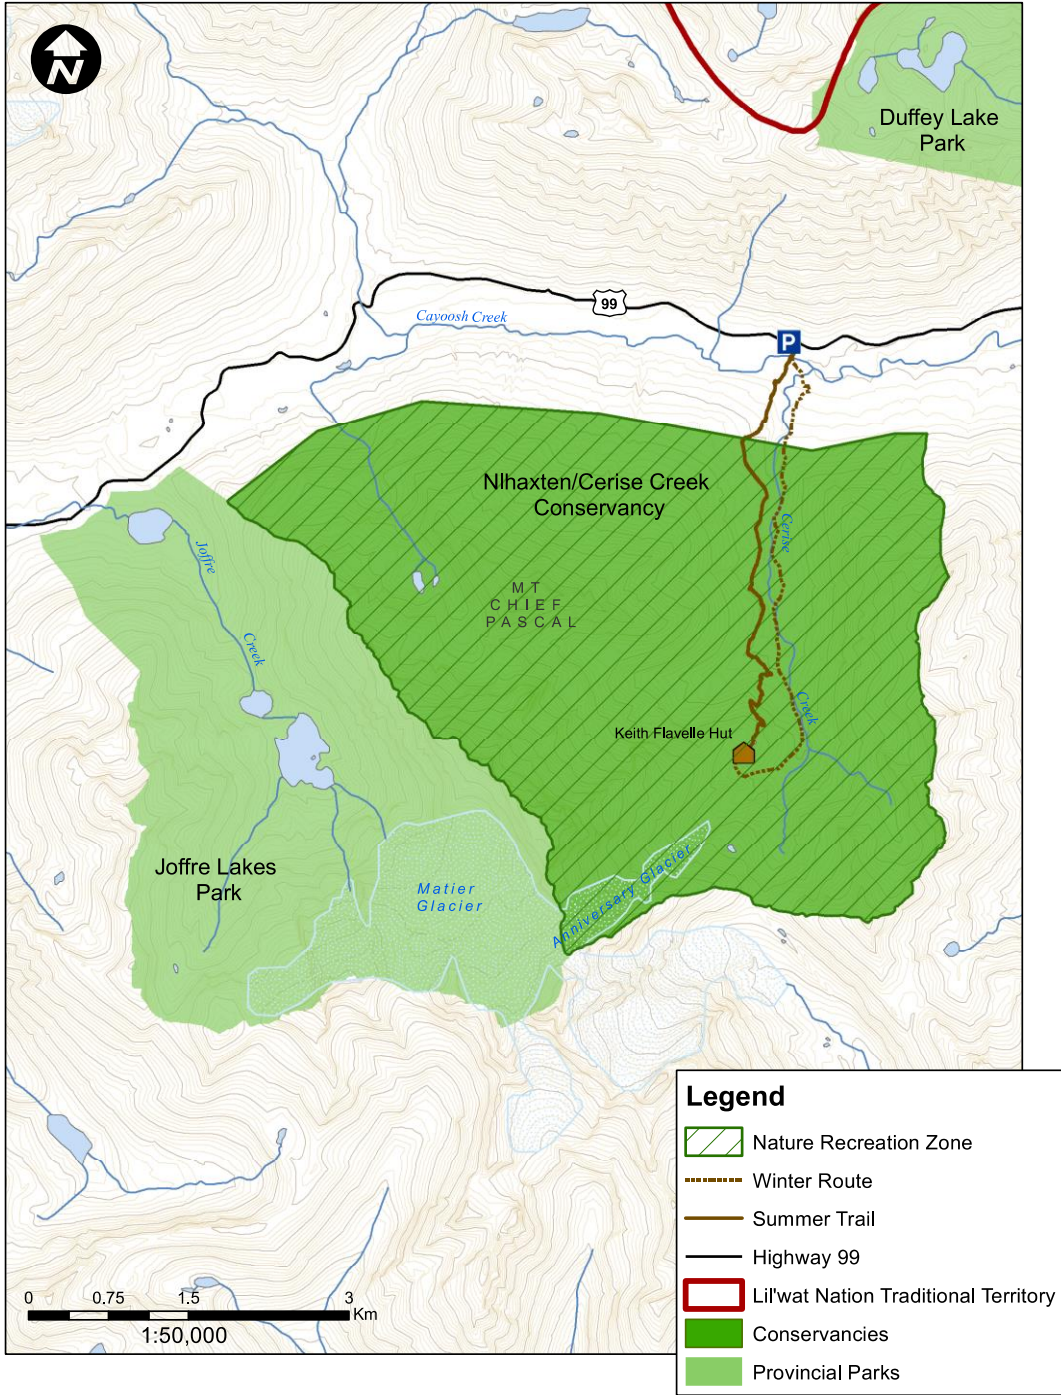 N
Duffey Lake
Park
99
Cayoosh Creek
P
Nlhaxten/Cerise Creek
Conservancy
Joffre
Creek
Cerise
Creek
MT
CHIEF
PASCAL
Keith Flavelle Hut
Joffre Lakes
Park
Matier
Glacier
Anniversary Glacier
Legend
Nature Recreation Zone
Winter Route
Summer Trail
Highway 99
Lil'wat Nation Traditional Territory
Conservancies
Provincial Parks
0 0.75 1.5 3
Km
1:50,000